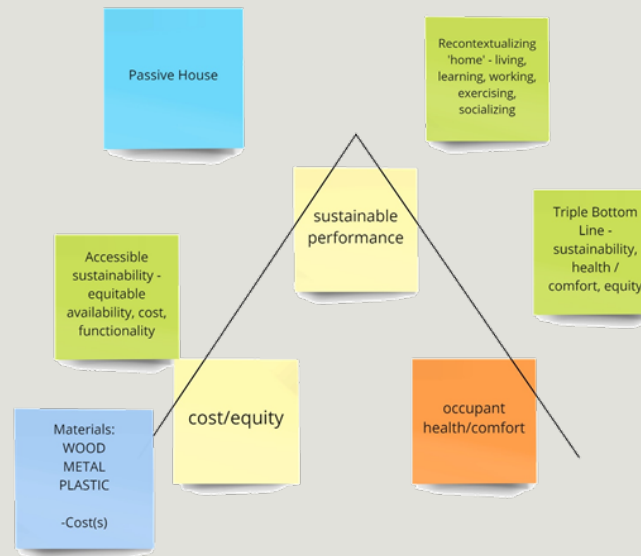 Passive House
Recontextualizing
'home' - living,
learning, working,
exercising,
socializing
sustainable
performance
Triple Bottom
Line -
sustainability,
health /
comfort, equity
Accessible
sustainability -
equitable
availability, cost,
functionality
cost/equity
occupant
health/comfort
Materials:
WOOD
METAL
PLASTIC
-Cost(s)